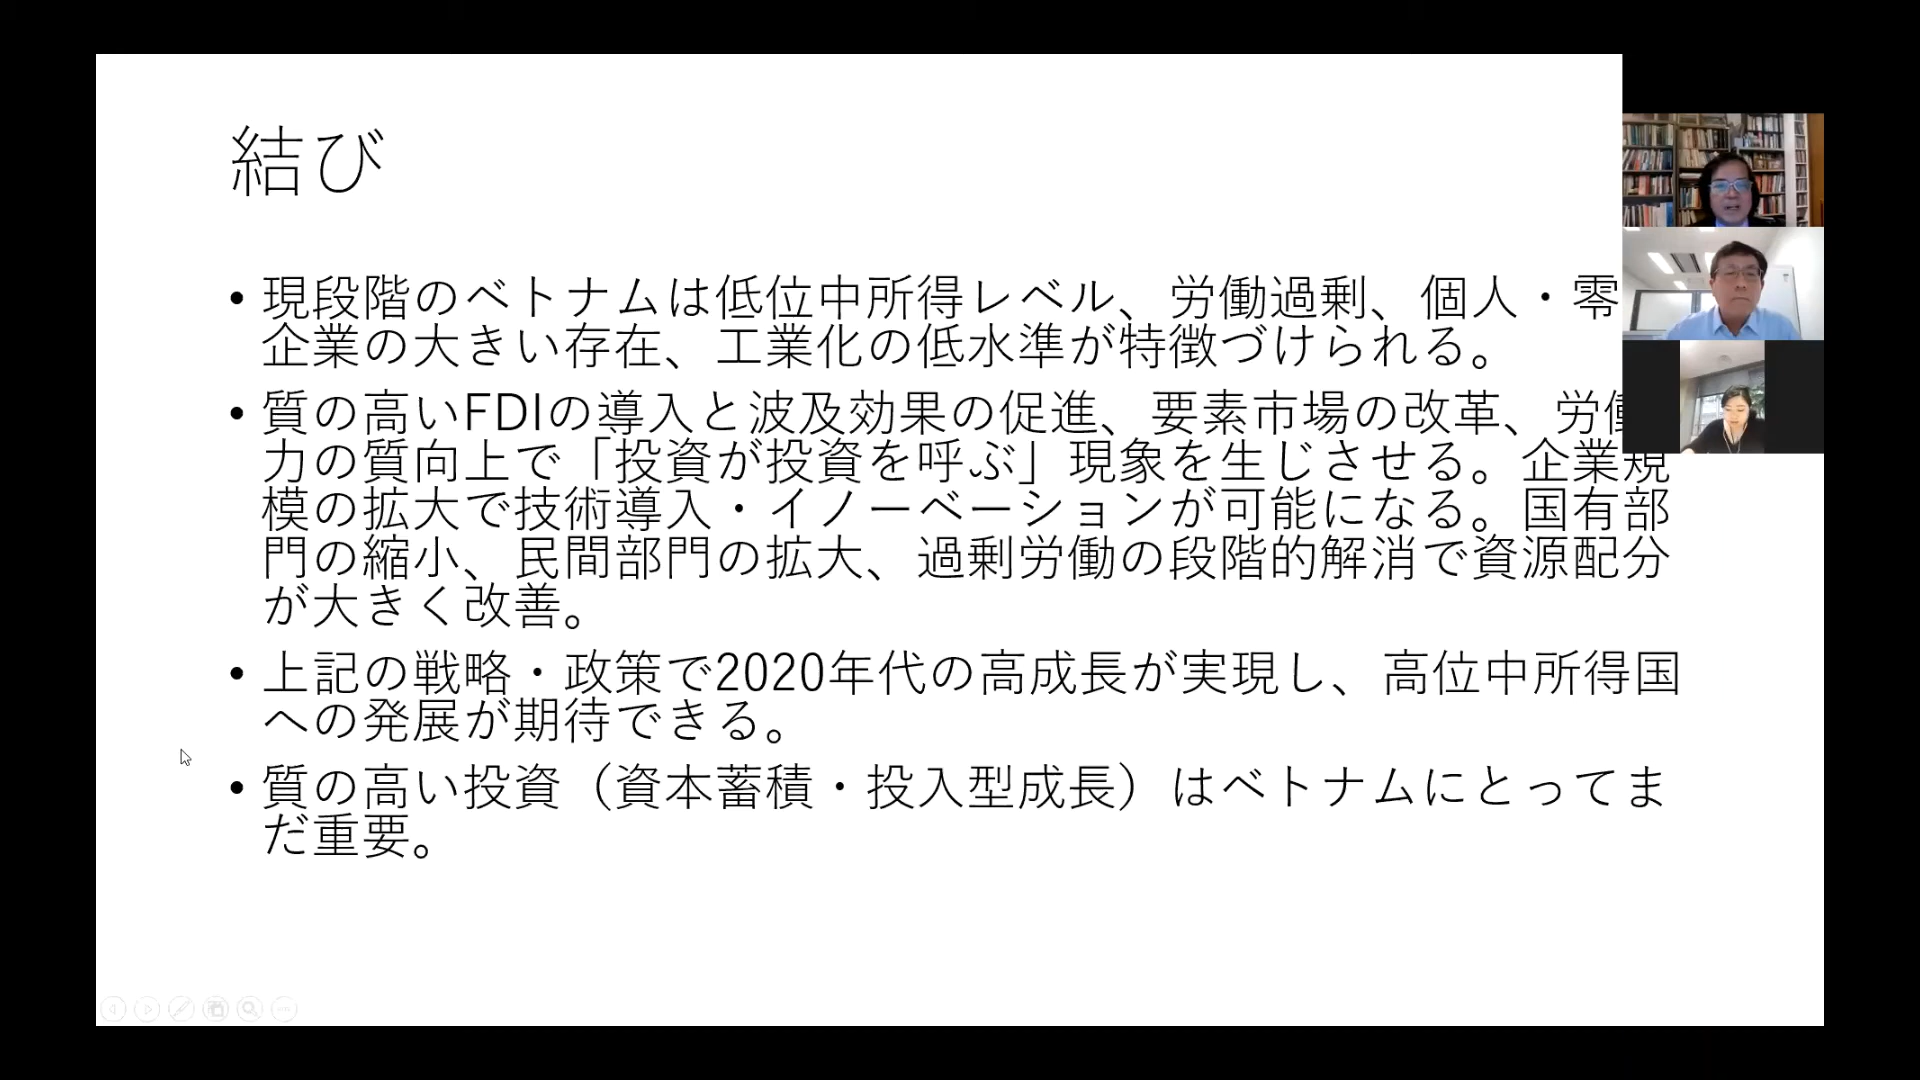 結び
• 現段階のベトナムは低位中所得レベル、労働過剰、個人・零
企業の大きい存在、工業化の低水準が特徴づけられる。
• 質の高いFDIの導入と波及効果の促進、要素市場の改革、労
力の質向上で「投資が投資を呼ぶ」現象を生じさせる。企業規
模の拡大で技術導入・イノーベーションが可能になる。国有部
門の縮小、民間部門の拡大、過剰労働の段階的解消で資源配分
が大きく改善。
• 上記の戦略・政策で2020年代の高成長が実現し、高位中所得国
への発展が期待できる。
• 質の高い投資（資本蓄積・投入型成長）はベトナムにとってま
だ重要。